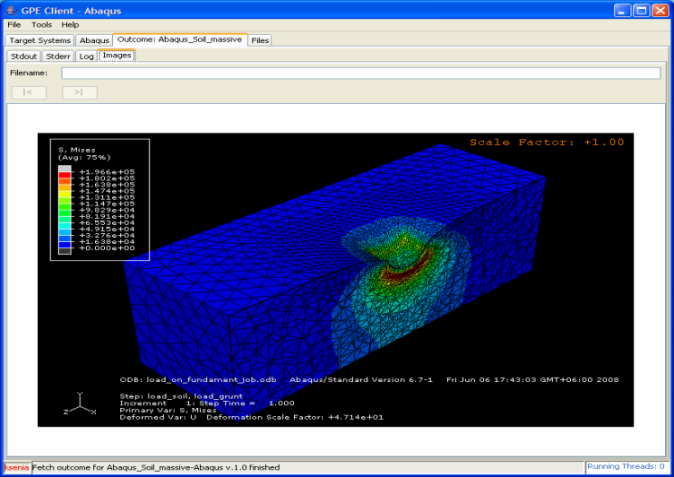 GPE Client - Abaqus
File Tools Help
Target Systems Abaqus Outcome: Abaqus_Soil_massive Files
Stdout Stderr Log Images
Filename:
|< >|
Scale Factor: +1.00
S, Mises
(Avg: 75%)
+1.966e+05
+1.802e+05
+1.638e+05
+1.474e+05
+1.311e+05
+1.147e+05
+9.829e+04
+8.191e+04
+6.553e+04
+4.915e+04
+3.276e+04
+1.638e+04
+0.000e+00
ODB: load_on_fundament_job.odb Abaqus/Standard Version 6.7-1 Fri Jun 06 17:43:03 GMT+06:00 2008
Step: load_soil, load_grunt
Increment 1: Step Time = 1.000
Primary Var: S, Mises
Deformed Var: U Deformation Scale Factor: +4.714e+01
Y
Z X
ksenia Fetch outcome for Abaqus_Soil_massive-Abaqus v.1.0 finished Running Threads: 0